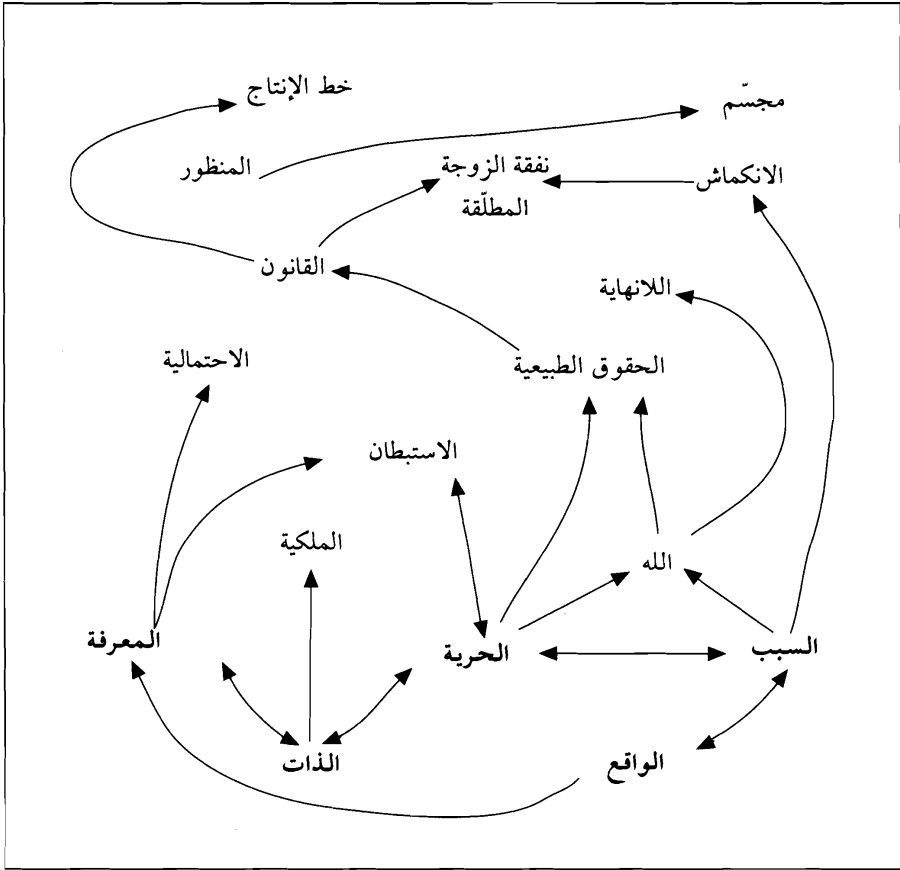 خط الإنتاج
مجسّم
المنظور
نفقة الزوجة
المطلّقة
الانكماش
القانون
اللانهاية
الاحتمالية
الحقوق الطبيعية
الاستبطان
الملكية
الله
المعرفة
الحرية
السبب
الذات
الواقع